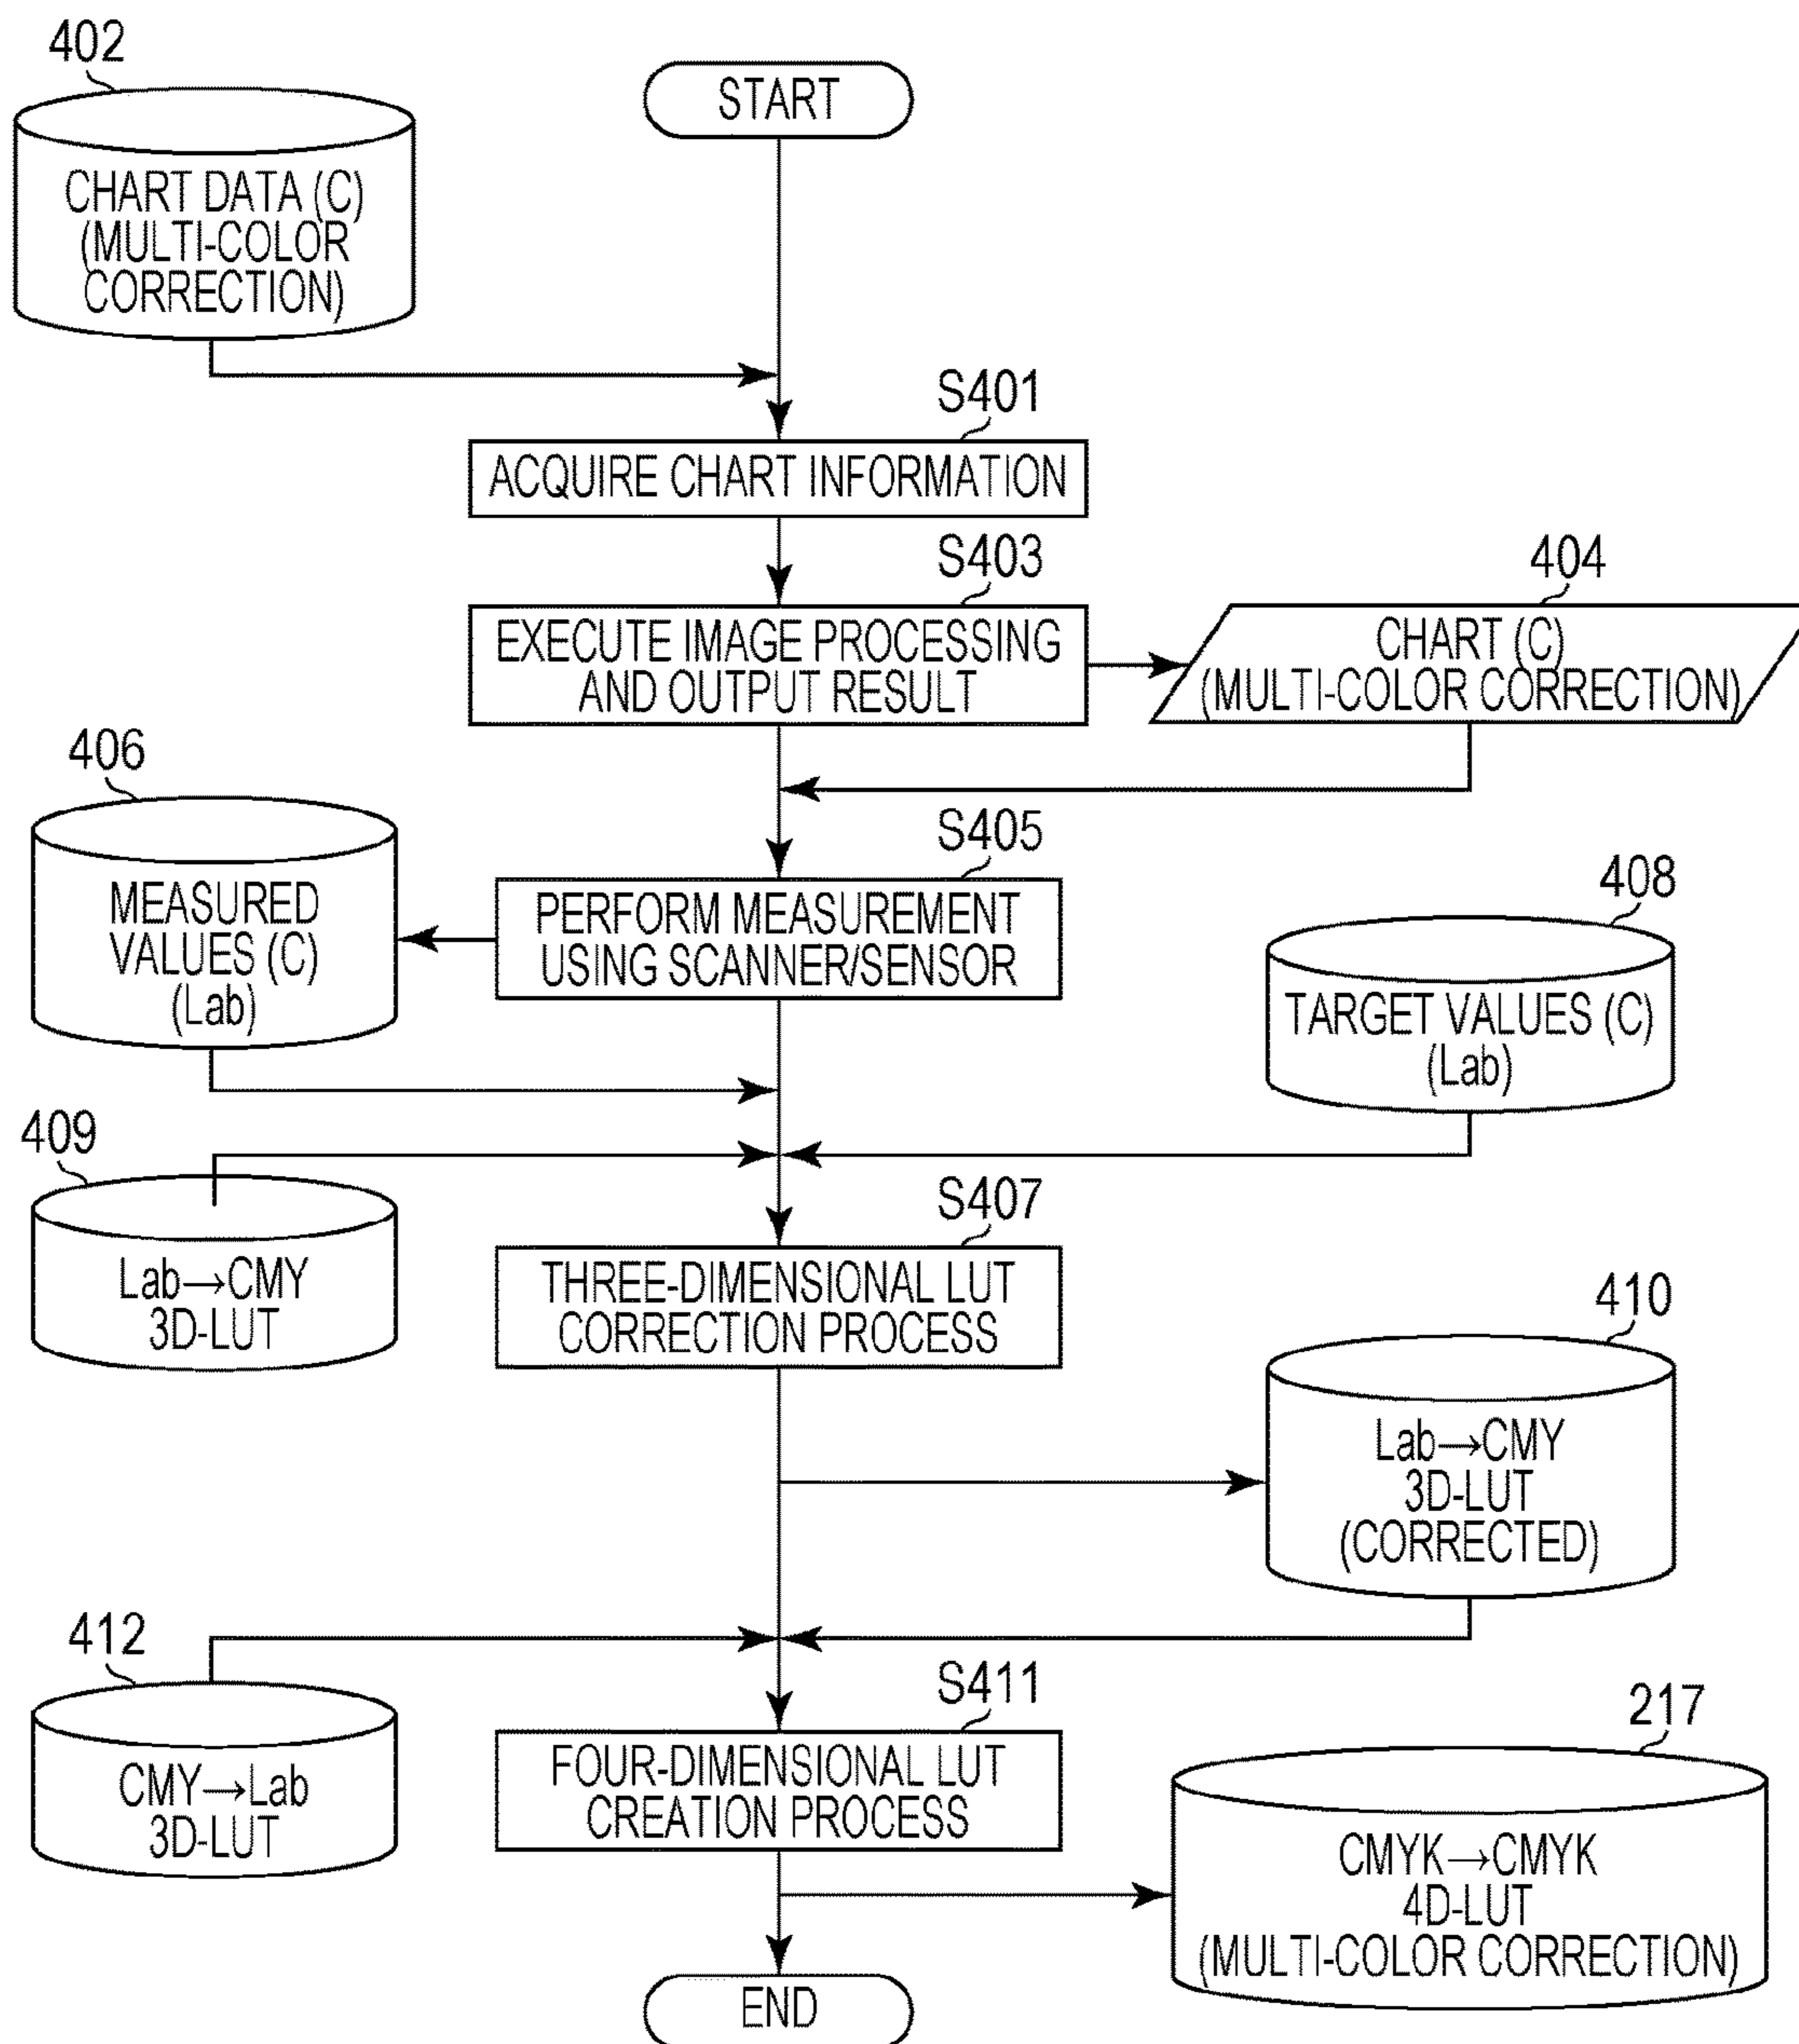 402
START
CHART DATA (C)
(MULTI-COLOR
CORRECTION)
S401
ACQUIRE CHART INFORMATION
S403
EXECUTE IMAGE PROCESSING
AND OUTPUT RESULT
404
CHART (C)
(MULTI-COLOR CORRECTION)
406
MEASURED
VALUES (C)
(Lab)
S405
PERFORM MEASUREMENT
USING SCANNER/SENSOR
408
TARGET VALUES (C)
(Lab)
409
Lab→CMY
3D-LUT
S407
THREE-DIMENSIONAL LUT
CORRECTION PROCESS
410
Lab→CMY
3D-LUT
(CORRECTED)
412
CMY→Lab
3D-LUT
S411
FOUR-DIMENSIONAL LUT
CREATION PROCESS
217
CMYK→CMYK
4D-LUT
(MULTI-COLOR CORRECTION)
END